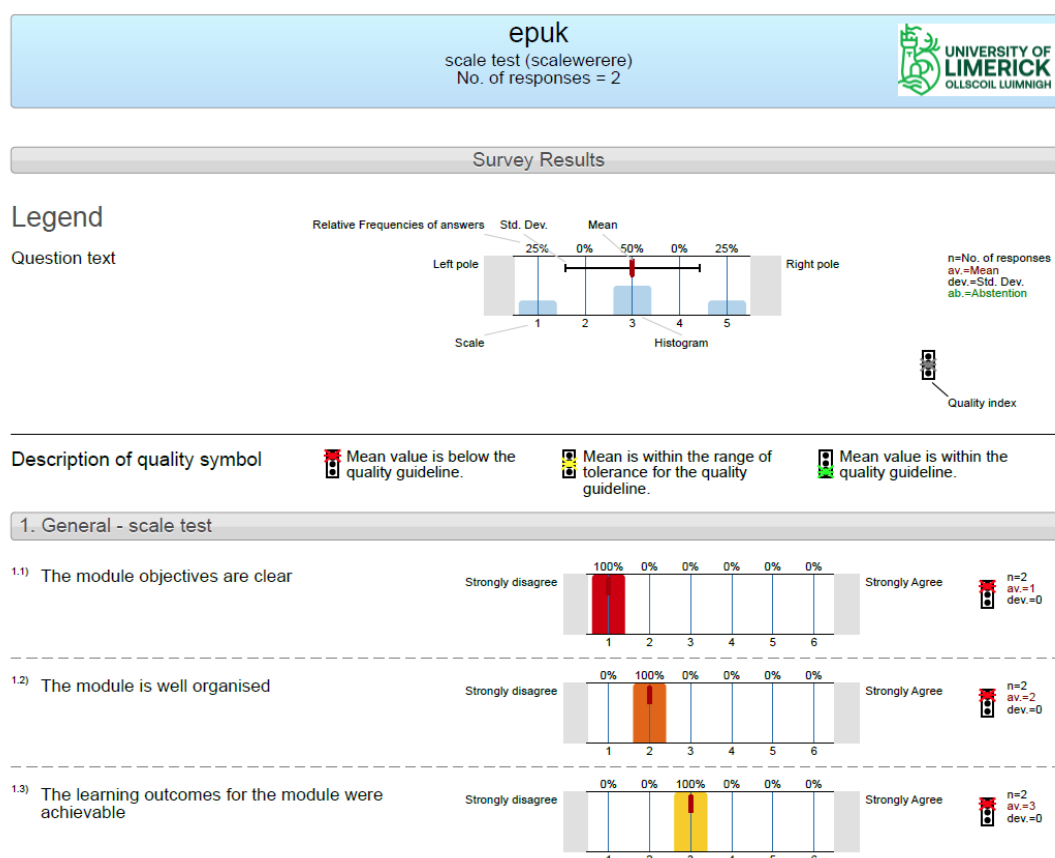 epuk
scale test (scalewerere)
No. of responses = 2
UNIVERSITY OF
LIMERICK
OLLSCOIL LUIMNIGH
Survey Results
Legend
Relative Frequencies of answers Std. Dev. Mean
25% 0% 50% 0% 25%
Question text
Left pole
Right pole
n=No. of responses
av.=Mean
dev.=Std. Dev.
ab.=Abstention
1 2 3 4 5
Scale
Histogram
Quality index
Description of quality symbol
Mean value is below the
quality guideline.
Mean is within the range of
tolerance for the quality
guideline.
Mean value is within the
quality guideline.
1. General - scale test
1.1) The module objectives are clear
Strongly disagree
100% 0% 0% 0% 0% 0%
1 2 3 4 5 6
Strongly Agree
n=2
av.=1
dev.=0
1.2) The module is well organised
Strongly disagree
0% 100% 0% 0% 0% 0%
1 2 3 4 5 6
Strongly Agree
n=2
av.=2
dev.=0
1.3) The learning outcomes for the module were
achievable
Strongly disagree
0% 0% 100% 0% 0% 0%
1 2 3 4 5 6
Strongly Agree
n=2
av.=3
dev.=0